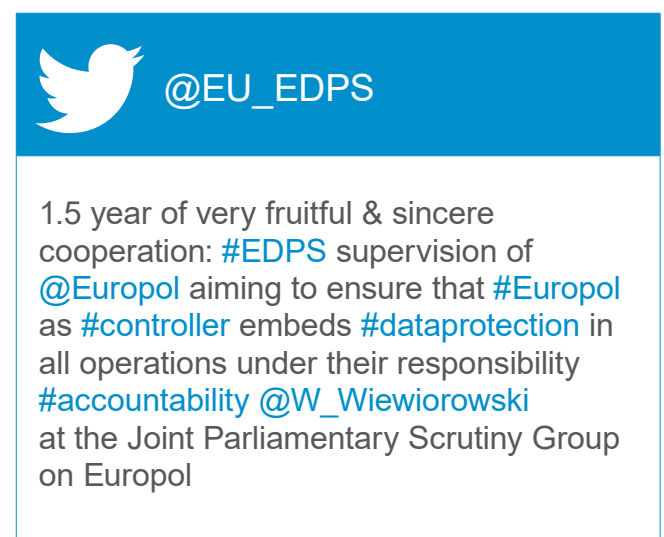 @EU_EDPS
1.5 year of very fruitful & sincere
cooperation: #EDPS supervision of
@Europol aiming to ensure that #Europol
as #controller embeds #dataprotection in
all operations under their responsibility
#accountability @W_Wiewiorowski
at the Joint Parliamentary Scrutiny Group
on Europol